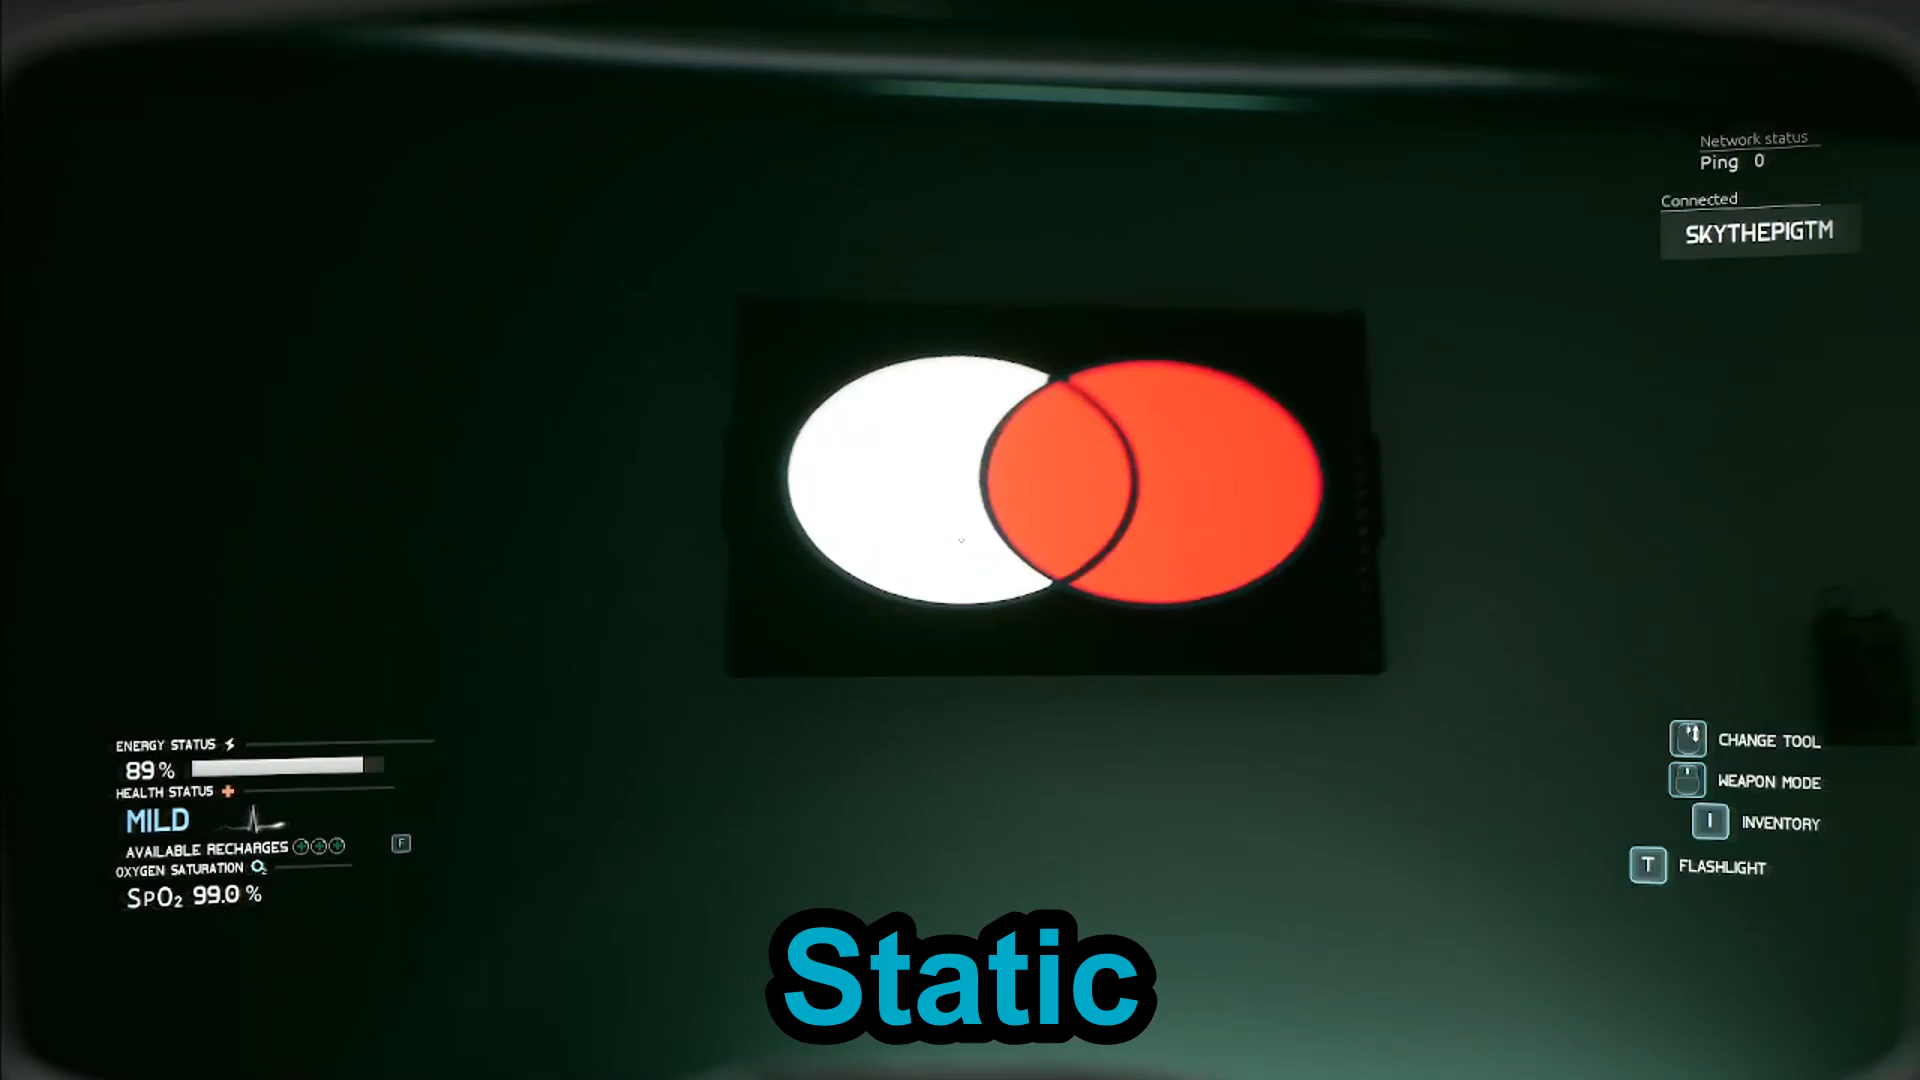 Network status
Ping 0
Connected
SKYTHEPIGTM
ENERGY STATUS
89 %
HEALTH STATUS
MILD
AVAILABLE RECHARGES
F
OXYGEN SATURATION O₂
SPO₂ 99.0 %
CHANGE TOOL
WEAPON MODE
I INVENTORY
T FLASHLIGHT
Static